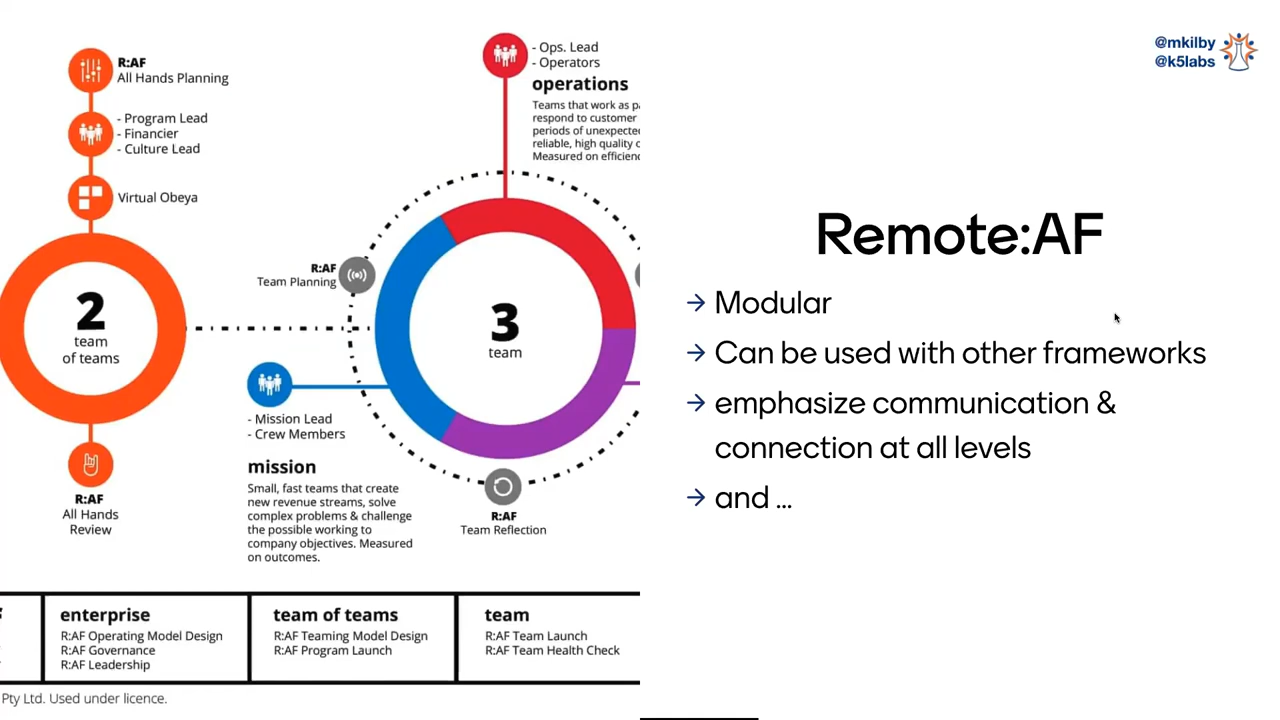 R:AF
All Hands Planning
- Program Lead
- Financier
- Culture Lead
Virtual Obeya
2
team
of teams
R:AF
All Hands
Review
R:AF
Team Planning
- Ops. Lead
- Operators
operations
Teams that work as
respond to customer
periods of
reliable, high quality
Measured on
3
team
- Mission Lead
- Crew Members
mission
Small, fast teams that create
new revenue streams, solve
complex problems & challenge
the possible working to
company objectives. Measured
on outcomes.
R:AF
Team Reflection
enterprise
R:AF Operating Model Design
R:AF Governance
R:AF Leadership
team of teams
R:AF Teaming Model Design
R:AF Program Launch
team
R:AF Team Launch
R:AF Team Health Check
Pty Ltd. Used under licence.
@mkilby
@k5labs
Remote:AF
→ Modular
→ Can be used with other frameworks
→ emphasize communication &
connection at all levels
→ and ...